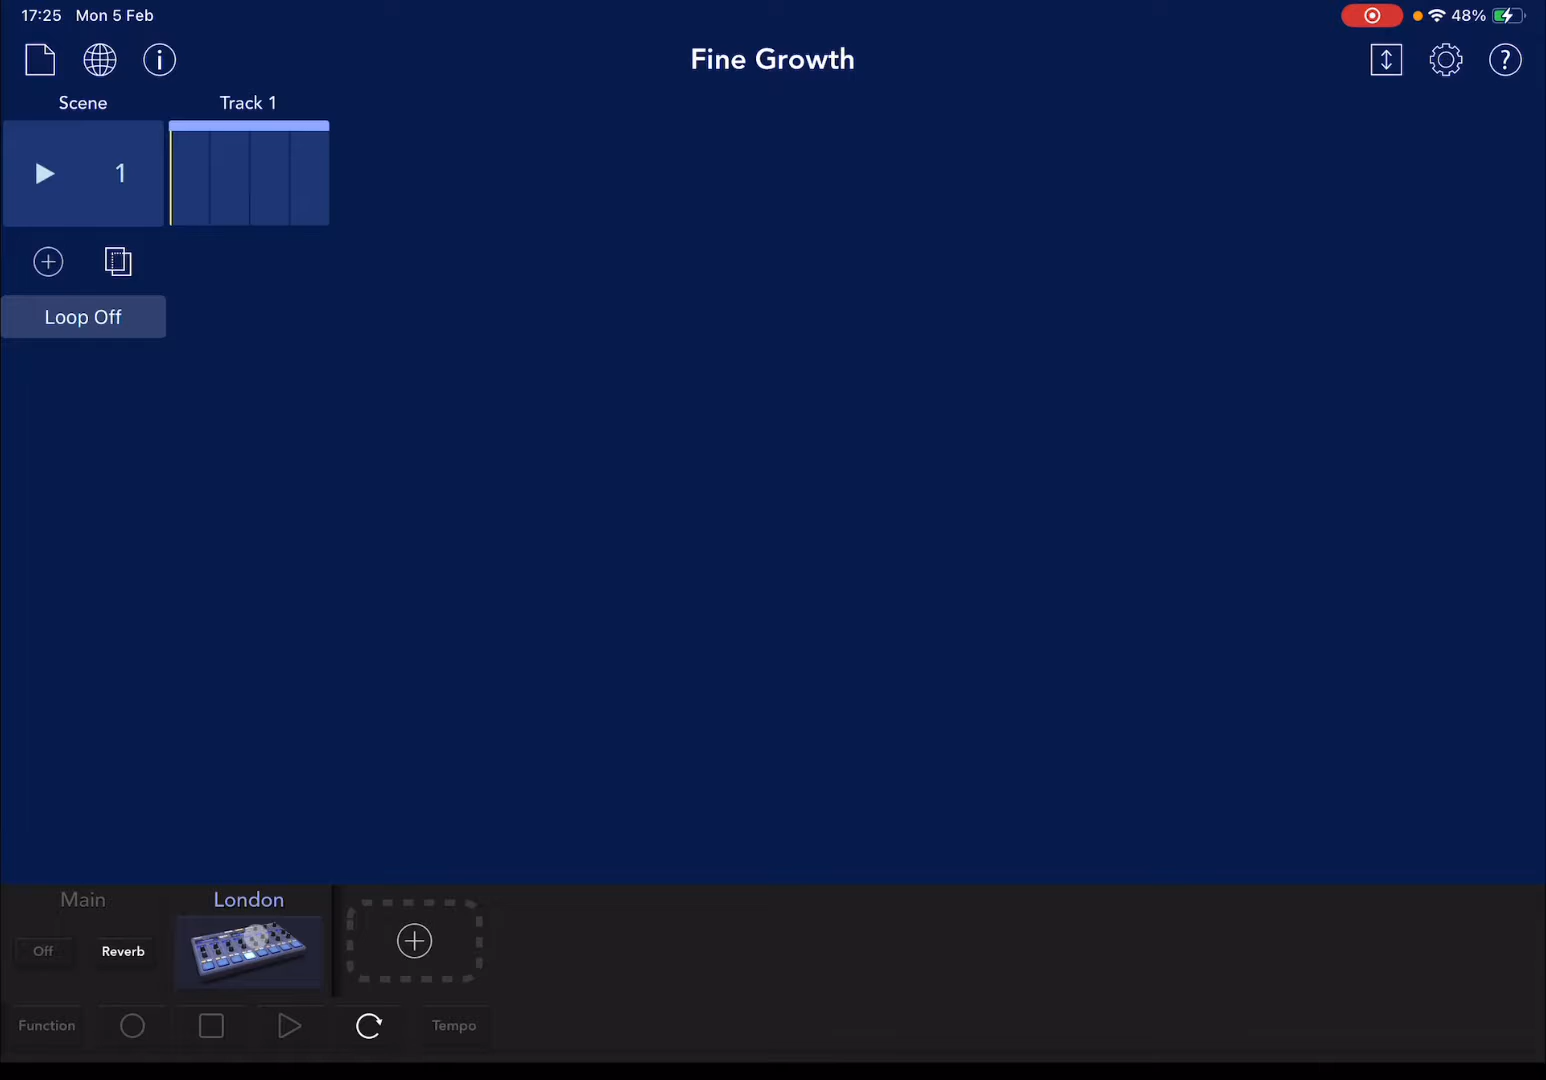 17:25 Mon 5 Feb
48%
Fine Growth
Scene Track 1
1
Loop Off
Main London
Off Reverb
Function Tempo